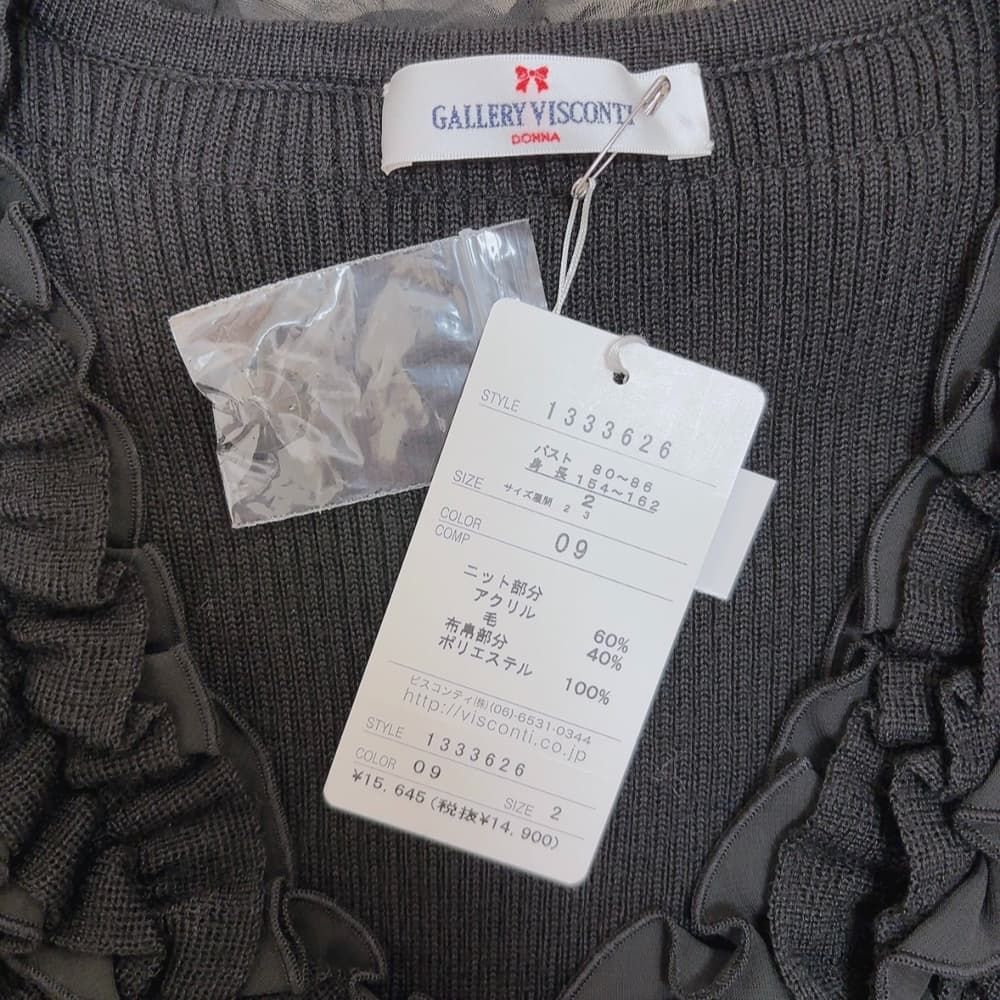 GALLERY VISCONTI
DONNA
STYLE 1333626
バスト 80~86
身長 154~162
SIZE 2
サイズ展開 2 3
COLOR 09
COMP
ニット部分
アクリル 60%
毛 40%
布帛部分
ポリエステル 100%
ビスコンティ(株)(06)-6531-0344
http://visconti.co.jp
STYLE 1333626
COLOR 09 SIZE 2
¥15,645(税抜¥14,900)